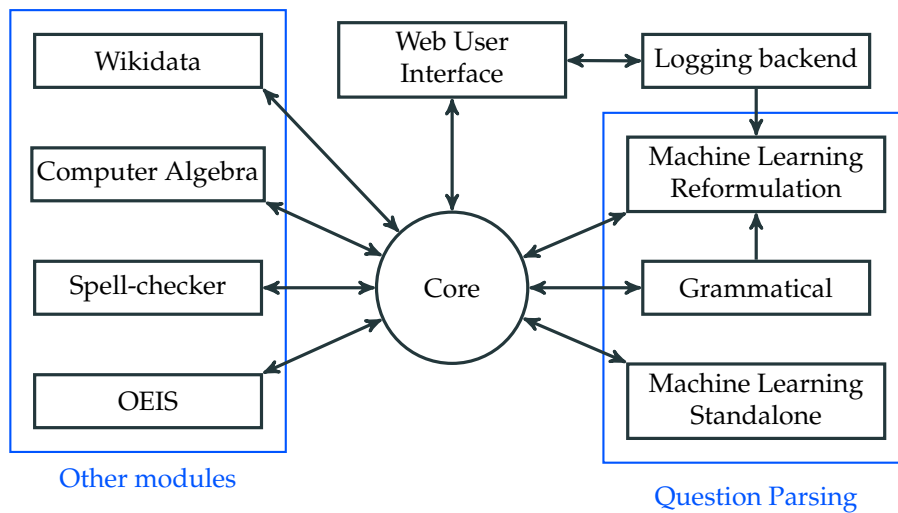 Wikidata
Computer Algebra
Spell-checker
OEIS
Other modules
Web User
Interface
Core
Logging backend
Machine Learning
Reformulation
Grammatical
Machine Learning
Standalone
Question Parsing